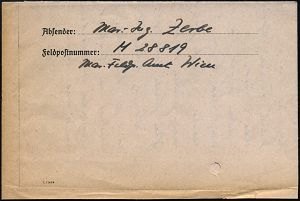 Absender: Mar.-Ing. Zerbe
Feldpostnummer: M 28819
Mar. Feldp. Amt Wien